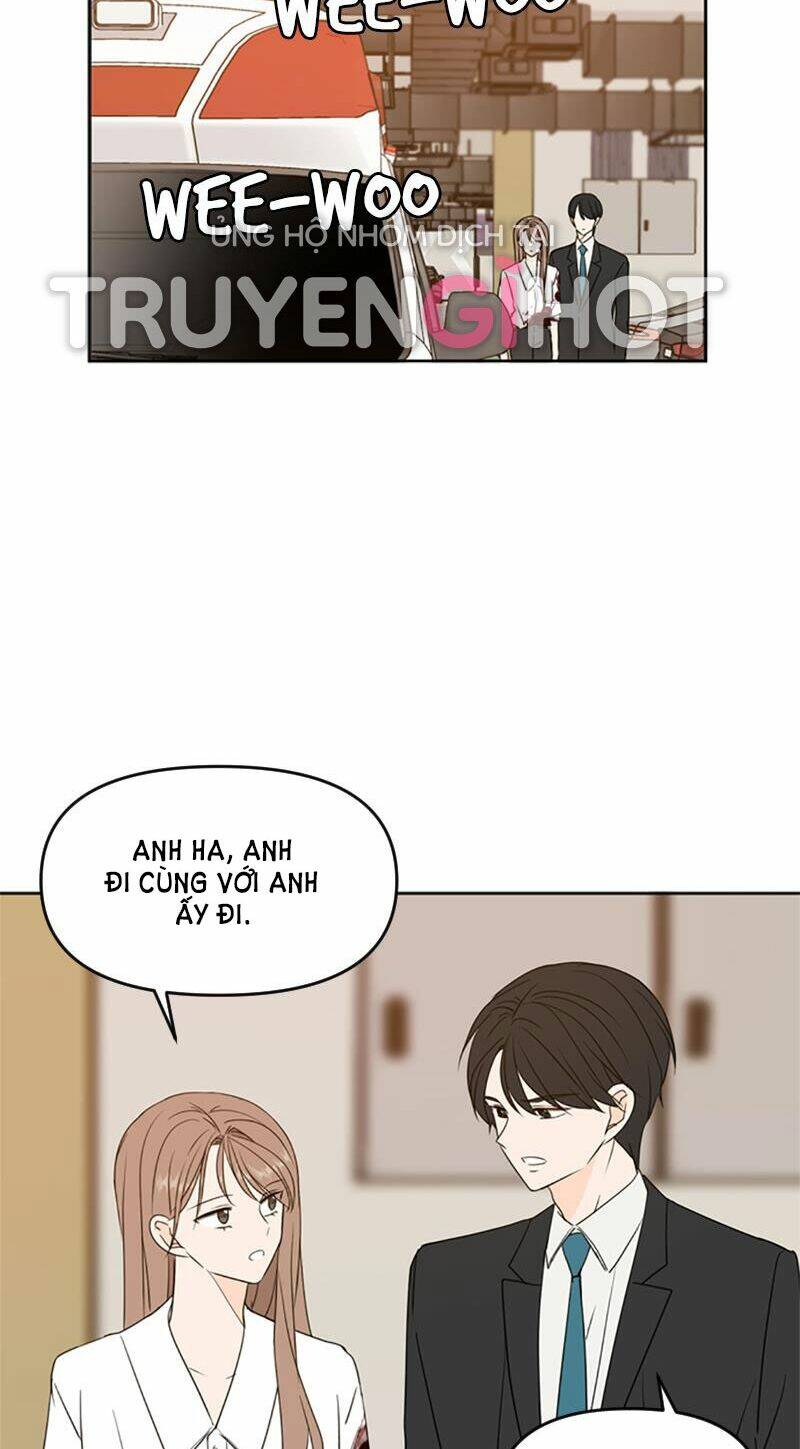 WEE-WOO
WEE-WOO
ỦNG HỘ NHÓM DỊCH TẠI
TRUYENGIHOT
ANH HA, ANH
ĐI CÙNG VỚI ANH
ẤY ĐI.